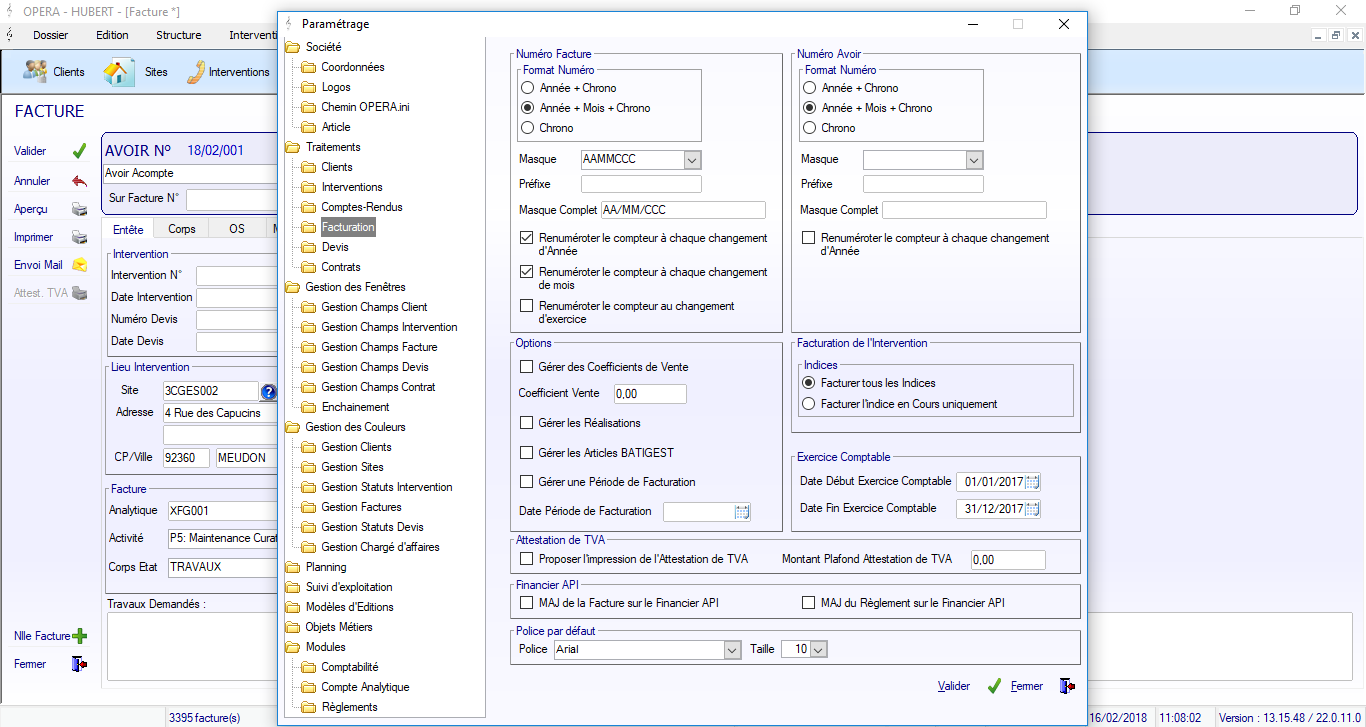 OPERA - HUBERT - [Facture *]
Dossier Edition Structure Interventi
Clients Sites Interventions
FACTURE
Valider
Annuler
Aperçu
Imprimer
Envoi Mail
Attest. TVA
Nlle Facture
Fermer
AVOIR N° 18/02/001
Avoir Acompte
Sur Facture N°
Entête Corps OS
Intervention
Intervention N°
Date Intervention
Numéro Devis
Date Devis
Lieu Intervention
Site 3CGES002
Adresse 4 Rue des Capucins
CP/Ville 92360 MEUDON
Facture
Analytique XFG001
Activité P5: Maintenance Curat
Corps Etat TRAVAUX
Travaux Demandés :
3395 facture(s)
Paramétrage
Société
Coordonnées
Logos
Chemin OPERA.ini
Article
Traitements
Clients
Interventions
Comptes-Rendus
Facturation
Devis
Contrats
Gestion des Fenêtres
Gestion Champs Client
Gestion Champs Intervention
Gestion Champs Facture
Gestion Champs Devis
Gestion Champs Contrat
Enchainement
Gestion des Couleurs
Gestion Clients
Gestion Sites
Gestion Statuts Intervention
Gestion Factures
Gestion Statuts Devis
Gestion Chargé d'affaires
Planning
Suivi d'exploitation
Modèles d'Editions
Objets Métiers
Modules
Comptabilité
Compte Analytique
Règlements
Numéro Facture
Format Numéro
Année + Chrono
Année + Mois + Chrono
Chrono
Masque AAMMCCC
Préfixe
Masque Complet AA/MM/CCC
Renuméroter le compteur à chaque changement
d'Année
Renuméroter le compteur à chaque changement
de mois
Renuméroter le compteur au changement
d'exercice
Numéro Avoir
Format Numéro
Année + Chrono
Année + Mois + Chrono
Chrono
Masque
Préfixe
Masque Complet
Renuméroter le compteur à chaque changement
d'Année
Options
Gérer des Coefficients de Vente
Coefficient Vente 0,00
Gérer les Réalisations
Gérer les Articles BATIGEST
Gérer une Période de Facturation
Date Période de Facturation
Facturation de l'Intervention
Indices
Facturer tous les Indices
Facturer l'indice en Cours uniquement
Exercice Comptable
Date Début Exercice Comptable 01/01/2017
Date Fin Exercice Comptable 31/12/2017
Attestation de TVA
Proposer l'impression de l'Attestation de TVA Montant Plafond Attestation de TVA 0,00
Financier API
MAJ de la Facture sur le Financier API MAJ du Règlement sur le Financier API
Police par défaut
Police Arial Taille 10
Valider Fermer
16/02/2018 11:08:02 Version : 13.15.48 / 22.0.11.0